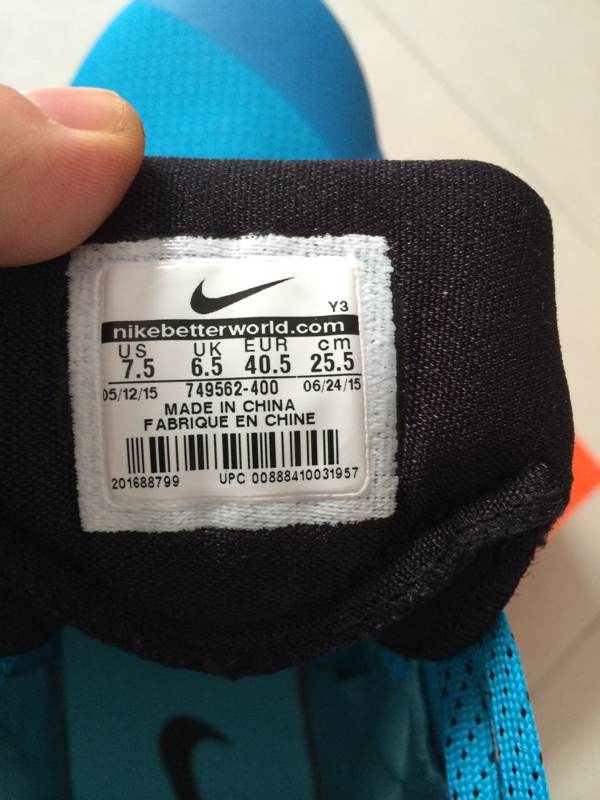 Y3
nikebetterworld.com
US UK EUR cm
7.5 6.5 40.5 25.5
05/12/15 749562-400 06/24/15
MADE IN CHINA
FABRIQUE EN CHINE
201688799 UPC 00888410031957